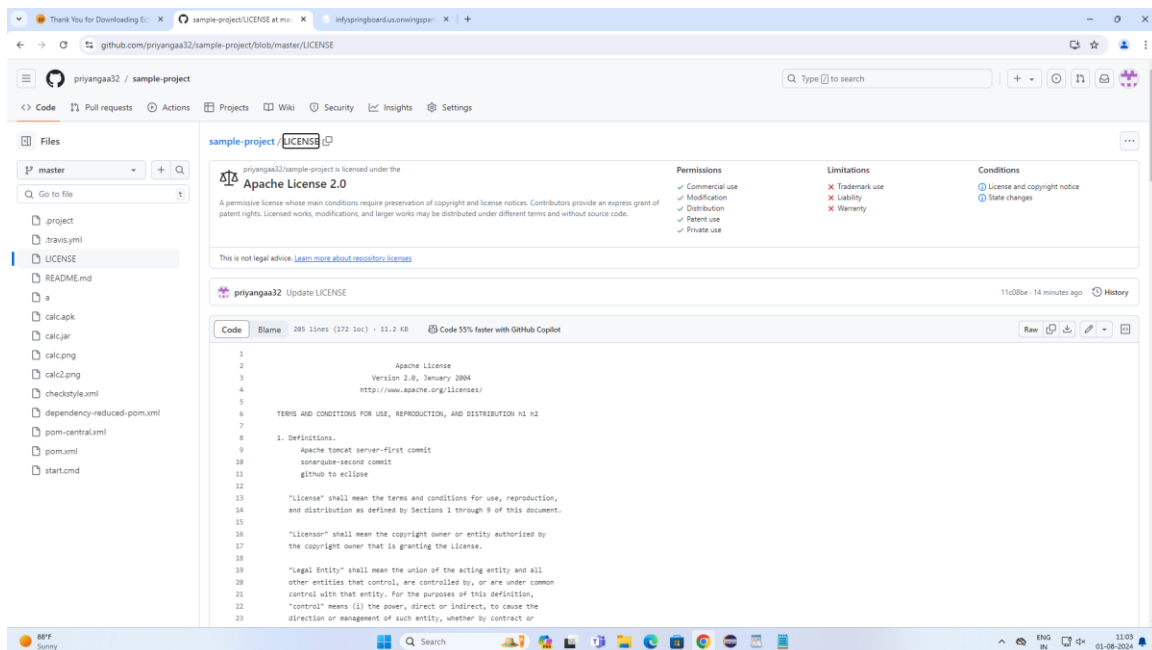 Thank You for Downloading Ecl
sample-project/LICENSE at mas
infyspringboard.us.onwingspan.
github.com/priyangaa32/sample-project/blob/master/LICENSE
priyangaa32 / sample-project
Type / to search
<> Code Pull requests Actions Projects Wiki Security Insights Settings
Files
master
Go to file t
.project
.travis.yml
LICENSE
README.md
a
calc.apk
calc.jar
calc.png
calc2.png
checkstyle.xml
dependency-reduced-pom.xml
pom-central.xml
pom.xml
start.cmd
sample-project / LICENSE
priyangaa32/sample-project is licensed under the
Apache License 2.0
A permissive license whose main conditions require preservation of copyright and license notices. Contributors provide an express grant of
patent rights. Licensed works, modifications, and larger works may be distributed under different terms and without source code.
Permissions
Commercial use
Modification
Distribution
Patent use
Private use
Limitations
Trademark use
Liability
Warranty
Conditions
License and copyright notice
State changes
This is not legal advice. Learn more about repository licenses
priyangaa32 Update LICENSE
11c08be · 14 minutes ago History
Code Blame 205 lines (172 loc) · 11.2 KB Code 55% faster with GitHub Copilot
Raw
1
2 Apache License
3 Version 2.0, January 2004
4 http://www.apache.org/licenses/
5
6 TERMS AND CONDITIONS FOR USE, REPRODUCTION, AND DISTRIBUTION h1 h2
7
8 1. Definitions.
9 Apache tomcat server-first commit
10 sonarqube-second commit
11 github to eclipse
12
13 "License" shall mean the terms and conditions for use, reproduction,
14 and distribution as defined by Sections 1 through 9 of this document.
15
16 "Licensor" shall mean the copyright owner or entity authorized by
17 the copyright owner that is granting the License.
18
19 "Legal Entity" shall mean the union of the acting entity and all
20 other entities that control, are controlled by, or are under common
21 control with that entity. For the purposes of this definition,
22 "control" means (i) the power, direct or indirect, to cause the
23 direction or management of such entity, whether by contract or
88°F
Sunny
Search
ENG
IN
11:03
01-08-2024